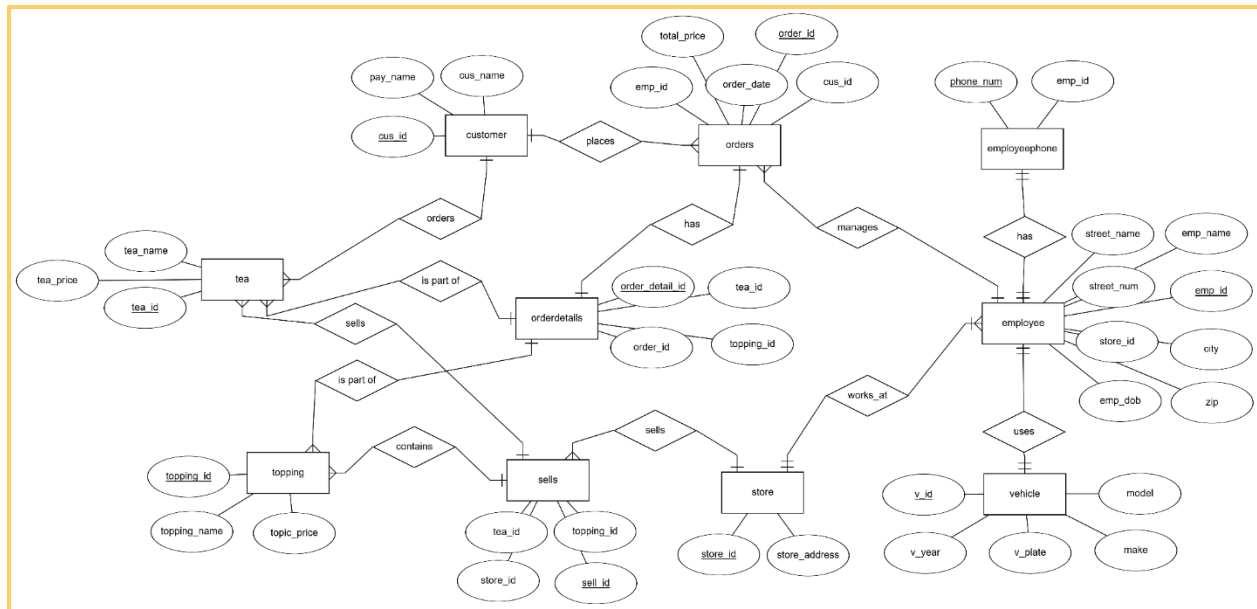 total_price
order_id
pay_name
cus_name
emp_id
order_date
cus_id
phone_num
emp_id
cus_id
customer
places
orders
employeephone
orders
has
manages
has
street_name
emp_name
tea_name
tea_price
tea
is part of
order_detail_id
tea_id
street_num
emp_id
tea_id
sells
orderdetails
employee
order_id
topping_id
store_id
city
is part of
works_at
emp_dob
zip
sells
uses
contains
topping_id
topping
sells
store
v_id
vehicle
model
topping_name
topic_price
tea_id
topping_id
v_year
v_plate
make
store_id
sell_id
store_id
store_address